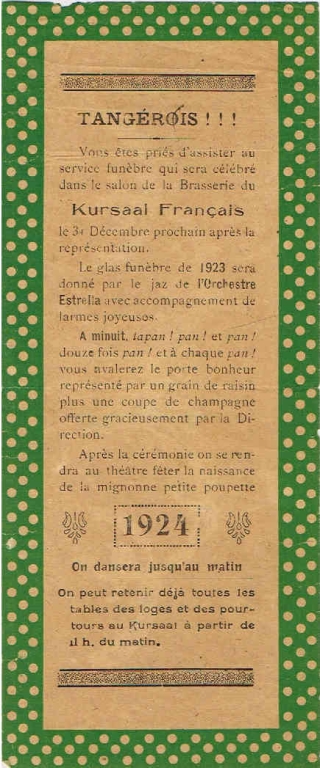 TANGÉROIS ! ! !
Vous êtes priés d'assister au
service funèbre qui sera célébré
dans le salon de la Brasserie du
Kursaal Français
le 31 Décembre prochain après la
représentation.
Le glas funèbre de 1923 sera
donné par le jaz de l'Orchestre
Estrella avec accompagnement de
larmes joyeuses.
A minuit, tapan ! pan ! et pan !
douze fois pan ! et à chaque pan !
vous avalerez le porte bonheur
représenté par un grain de raisin
plus une coupe de champagne
offerte gracieusement par la Di-
rection.
Après la cérémonie on se ren-
dra au théâtre fêter la naissance
de la mignonne petite poupette
1924
On dansera jusqu'au matin
On peut retenir déjà toutes les
tables des loges et des pour-
tours au Kursaal à partir de
11 h. du matin.